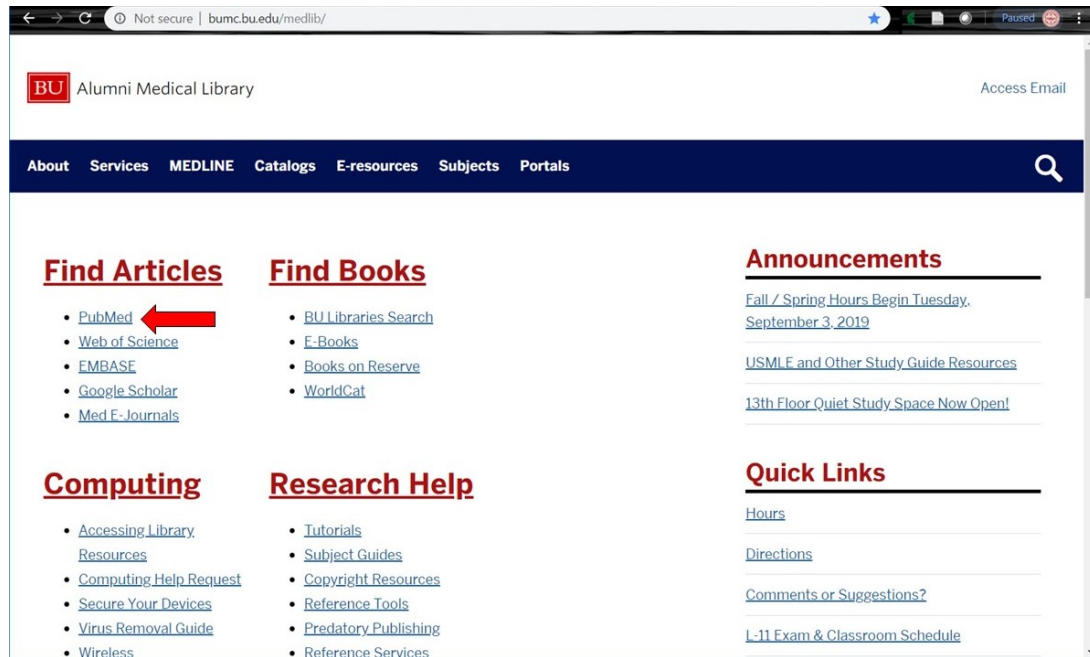 Not secure | bumc.bu.edu/medlib/
Paused
BU Alumni Medical Library
Access Email
About Services MEDLINE Catalogs E-resources Subjects Portals
Find Articles
PubMed
Web of Science
EMBASE
Google Scholar
Med E-Journals
Find Books
BU Libraries Search
E-Books
Books on Reserve
WorldCat
Computing
Accessing Library
Resources
Computing Help Request
Secure Your Devices
Virus Removal Guide
Wireless
Research Help
Tutorials
Subject Guides
Copyright Resources
Reference Tools
Predatory Publishing
Reference Services
Announcements
Fall / Spring Hours Begin Tuesday,
September 3, 2019
USMLE and Other Study Guide Resources
13th Floor Quiet Study Space Now Open!
Quick Links
Hours
Directions
Comments or Suggestions?
L-11 Exam & Classroom Schedule